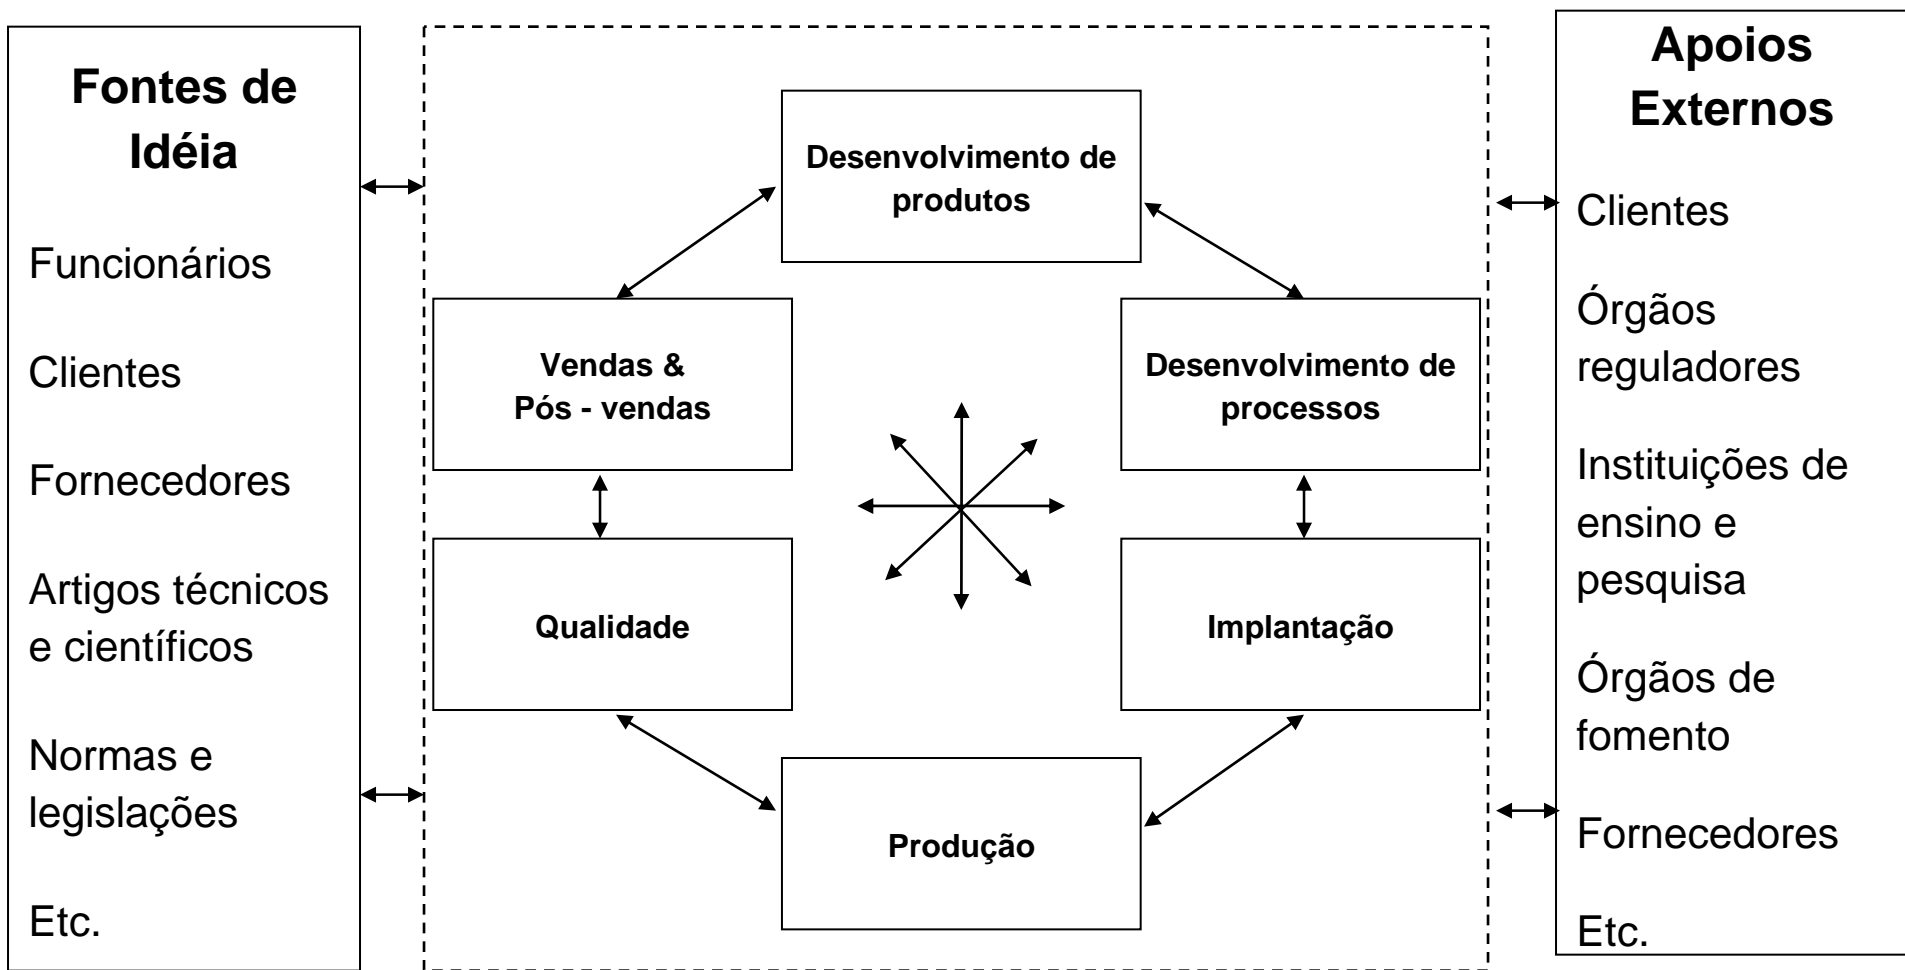 Fontes de
Idéia
Funcionários
Clientes
Fornecedores
Artigos técnicos
e científicos
Normas e
legislações
Etc.
Desenvolvimento de
produtos
Vendas &
Pós - vendas
Desenvolvimento de
processos
Qualidade
Implantação
Produção
Apoios
Externos
Clientes
Órgãos
reguladores
Instituições de
ensino e
pesquisa
Órgãos de
fomento
Fornecedores
Etc.